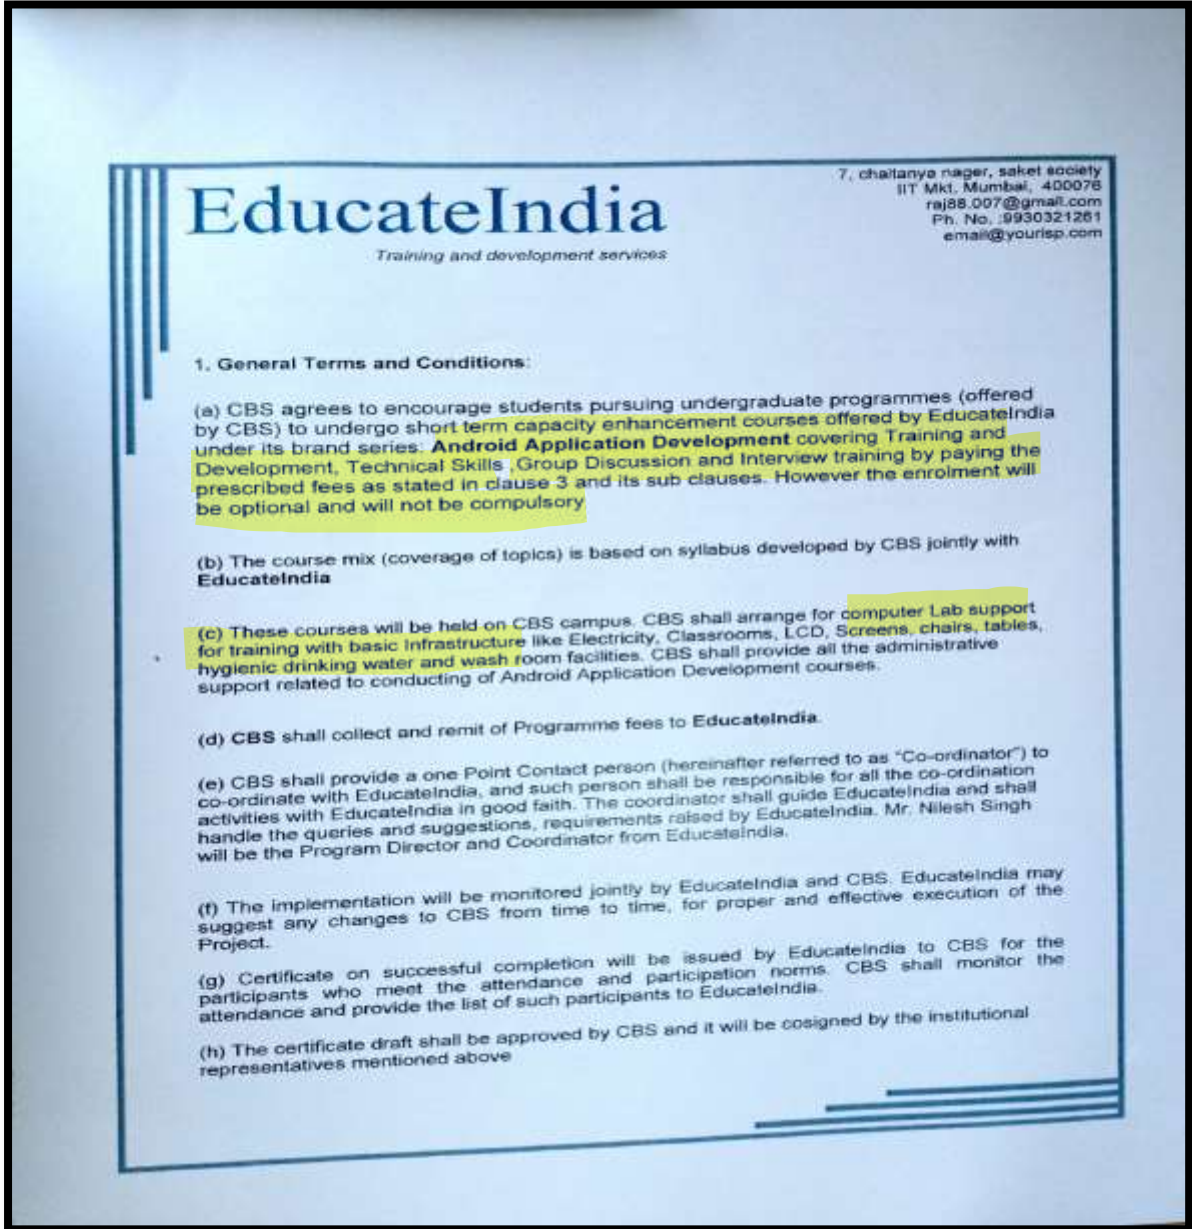 EducateIndia
Training and development services
7, chaitanya nager, saket society
IIT Mkt, Mumbai, 400076
raj88.007@gmail.com
Ph. No. :9930321261
email@yourisp.com
1. General Terms and Conditions:
(a) CBS agrees to encourage students pursuing undergraduate programmes (offered
by CBS) to undergo short term capacity enhancement courses offered by EducateIndia
under its brand series: Android Application Development covering Training and
Development, Technical Skills ,Group Discussion and Interview training by paying the
prescribed fees as stated in clause 3 and its sub clauses. However the enrolment will
be optional and will not be compulsory
(b) The course mix (coverage of topics) is based on syllabus developed by CBS jointly with
EducateIndia
(c) These courses will be held on CBS campus. CBS shall arrange for computer Lab support
for training with basic Infrastructure like Electricity, Classrooms, LCD, Screens, chairs, tables,
hygienic drinking water and wash room facilities. CBS shall provide all the administrative
support related to conducting of Android Application Development courses.
(d) CBS shall collect and remit of Programme fees to EducateIndia.
(e) CBS shall provide a one Point Contact person (hereinafter referred to as "Co-ordinator") to
co-ordinate with EducateIndia, and such person shall be responsible for all the co-ordination
activities with EducateIndia in good faith. The coordinator shall guide EducateIndia and shall
handle the queries and suggestions, requirements raised by EducateIndia. Mr. Nilesh Singh
will be the Program Director and Coordinator from EducateIndia.
(f) The implementation will be monitored jointly by EducateIndia and CBS. EducateIndia may
suggest any changes to CBS from time to time, for proper and effective execution of the
Project.
(g) Certificate on successful completion will be issued by EducateIndia to CBS for the
participants who meet the attendance and participation norms. CBS shall monitor the
attendance and provide the list of such participants to EducateIndia.
(h) The certificate draft shall be approved by CBS and it will be cosigned by the institutional
representatives mentioned above